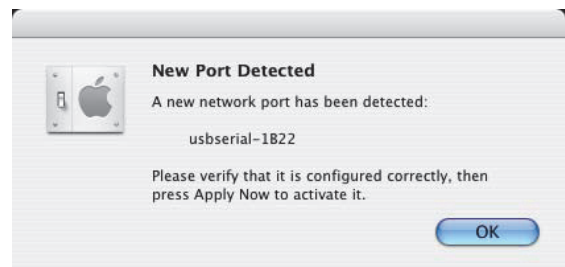 New Port Detected
A new network port has been detected:
usbserial-1B22
Please verify that it is configured correctly, then
press Apply Now to activate it.
OK